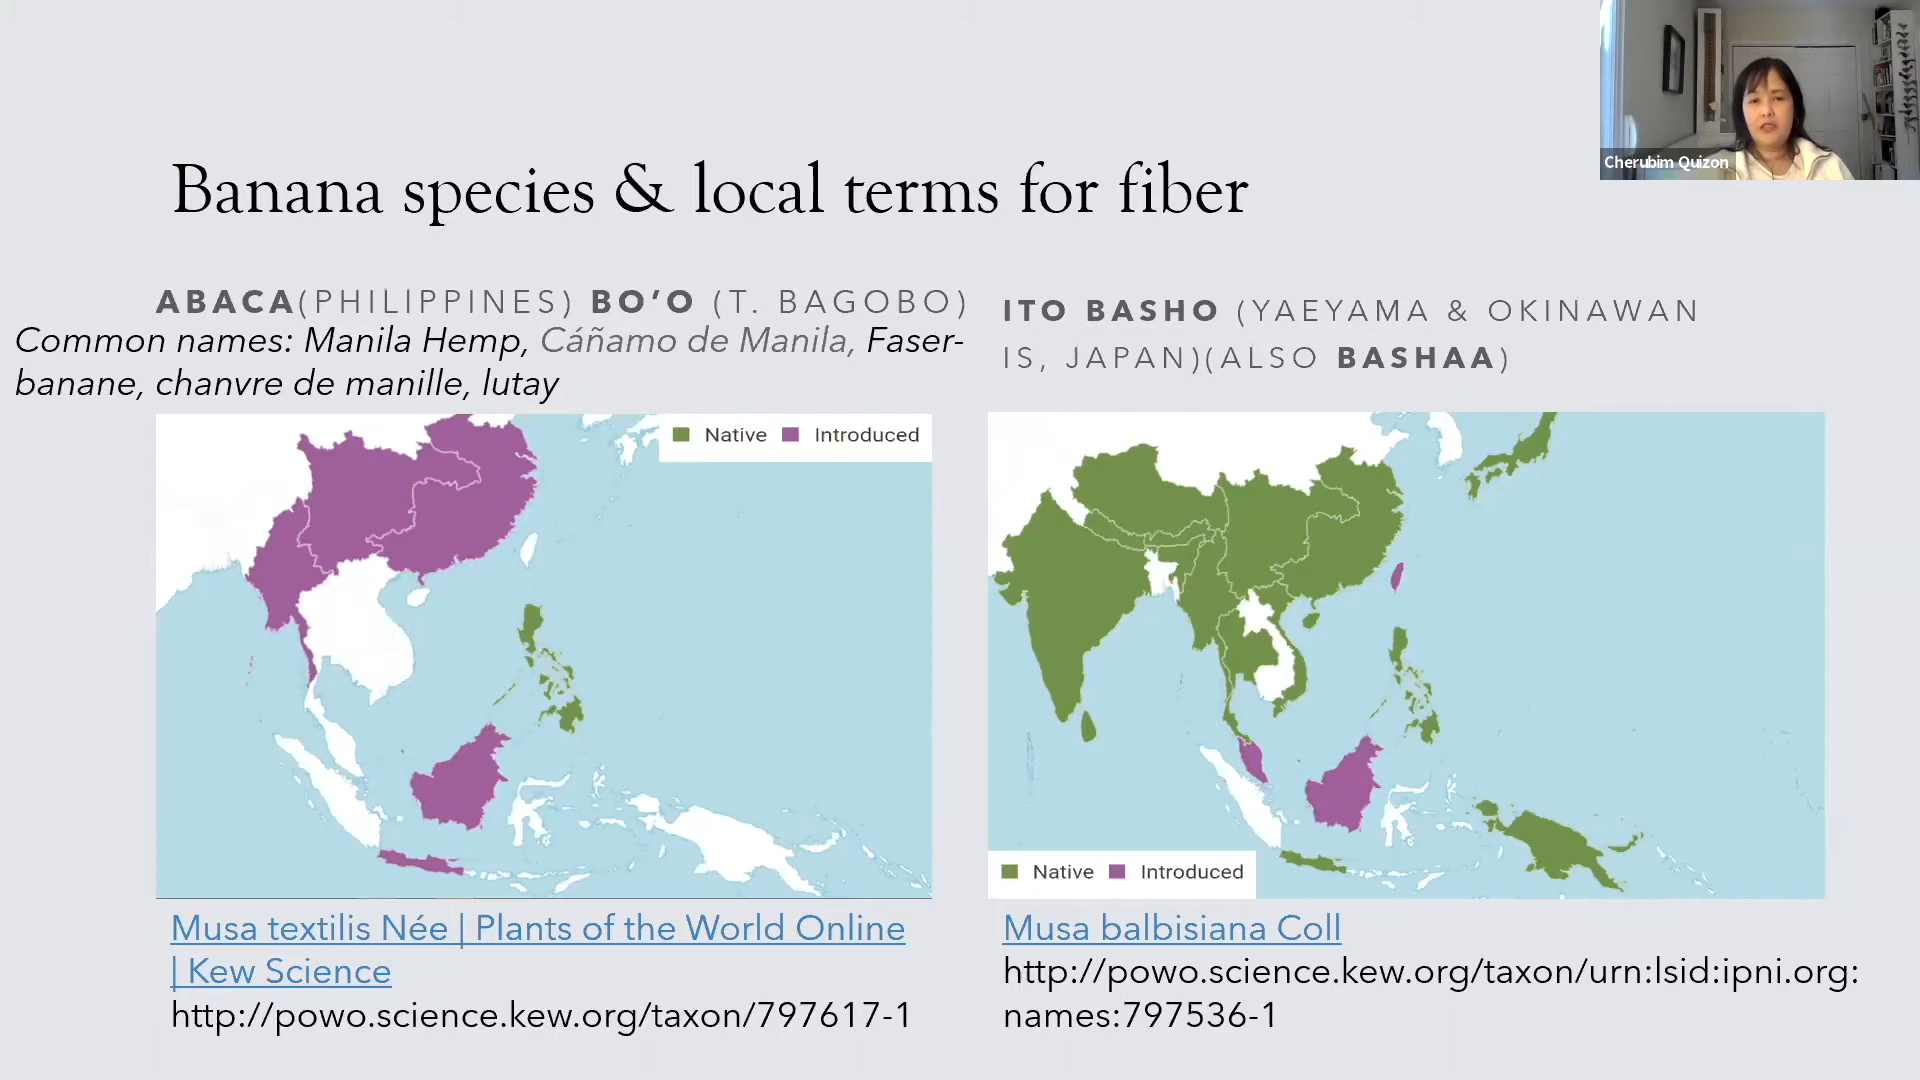 Cherubim Quizon
Banana species & local terms for fiber
ABACA(PHILIPPINES) BO’O (T. BAGOBO)
Common names: Manila Hemp, Cáñamo de Manila, Faser-
banane, chanvre de manille, lutay
Native Introduced
Musa textilis Née | Plants of the World Online
| Kew Science
http://powo.science.kew.org/taxon/797617-1
ITO BASHO (YAEYAMA & OKINAWAN
IS, JAPAN)(ALSO BASHAA)
Native Introduced
Musa balbisiana Coll
http://powo.science.kew.org/taxon/urn:lsid:ipni.org:
names:797536-1